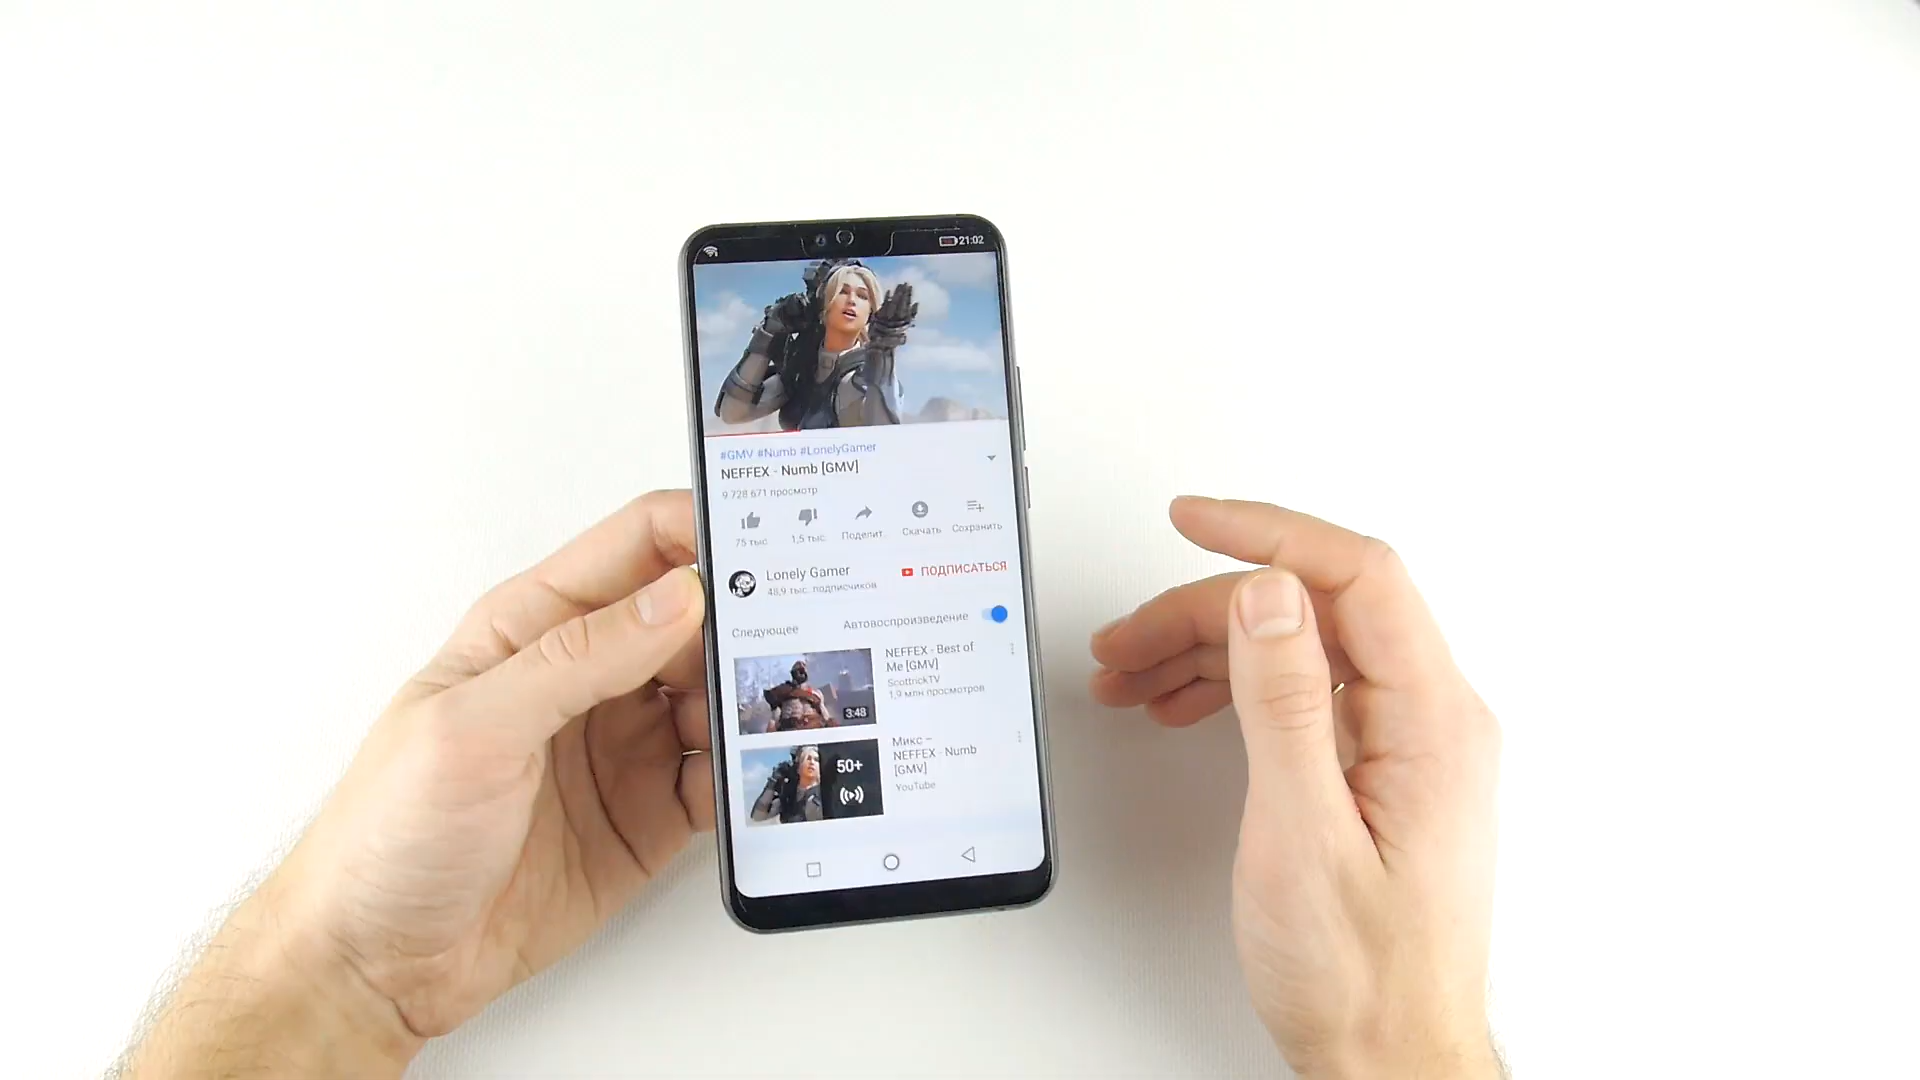 21:02
#GMV #Numb #LonelyGamer
NEFFEX - Numb [GMV]
9 728 671 просмотр
75 тыс.
1,5 тыс.
Поделит
Скачать
Сохранить
Lonely Gamer
48,9 тыс. подписчиков
ПОДПИСАТЬСЯ
Следующее
Автовоспроизведение
3:48
NEFFEX - Best of
Me [GMV]
ScottrickTV
1,9 млн просмотров
50+
Микс –
NEFFEX - Numb
[GMV]
YouTube